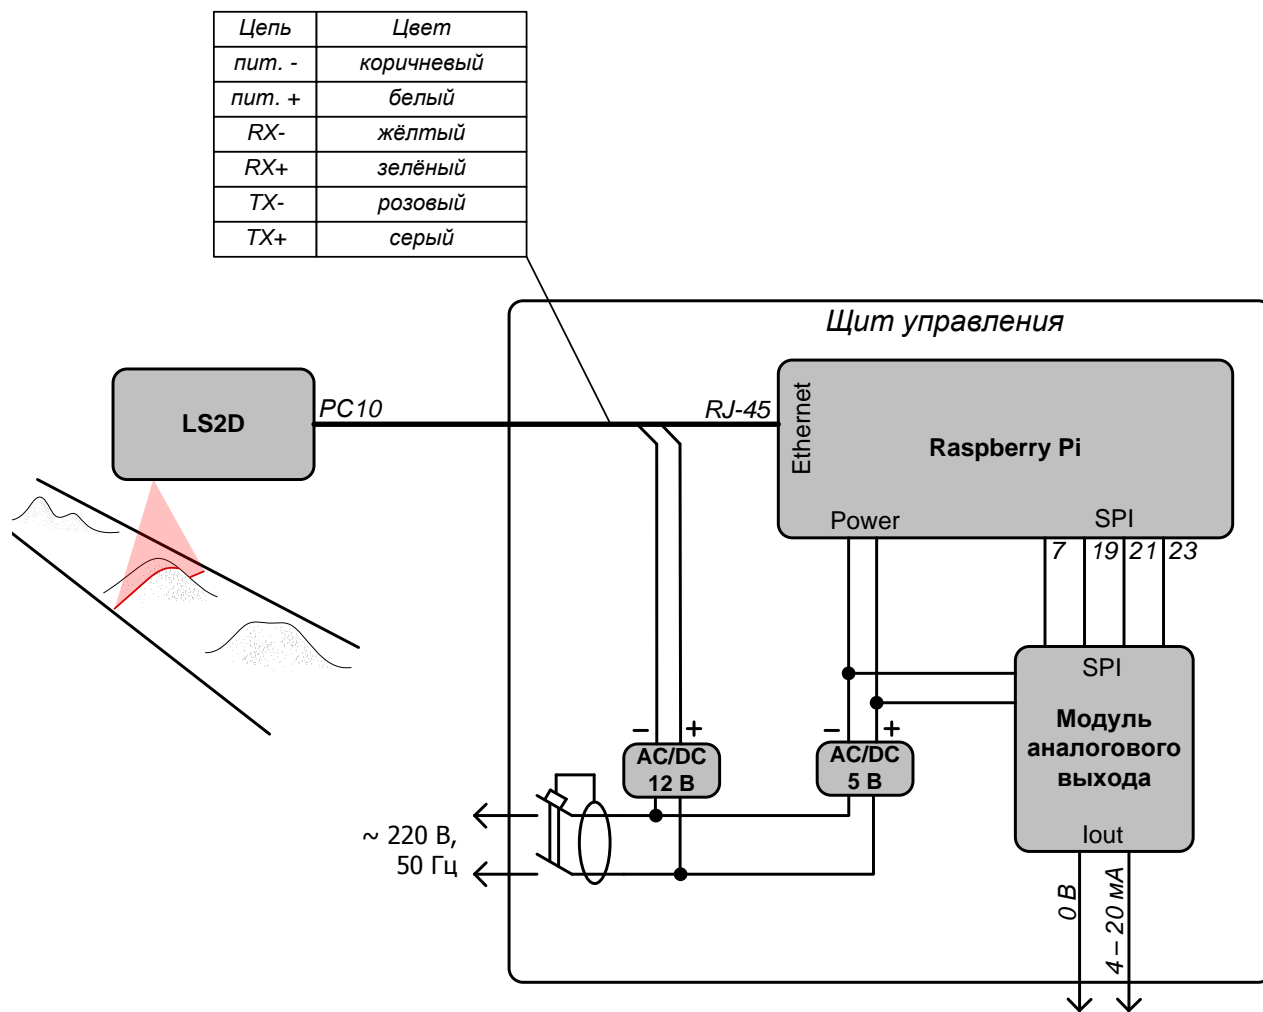 Цепь Цвет
пит. - коричневый
пит. + белый
RX- жёлтый
RX+ зелёный
TX- розовый
TX+ серый
Щит управления
LS2D
PC10
RJ-45
Ethernet
Raspberry Pi
Power
SPI
7 19 21 23
SPI
Модуль
аналогового
выхода
Iout
– +
AC/DC
12 В
– +
AC/DC
5 В
~ 220 В,
50 Гц
0 В
4 – 20 мА